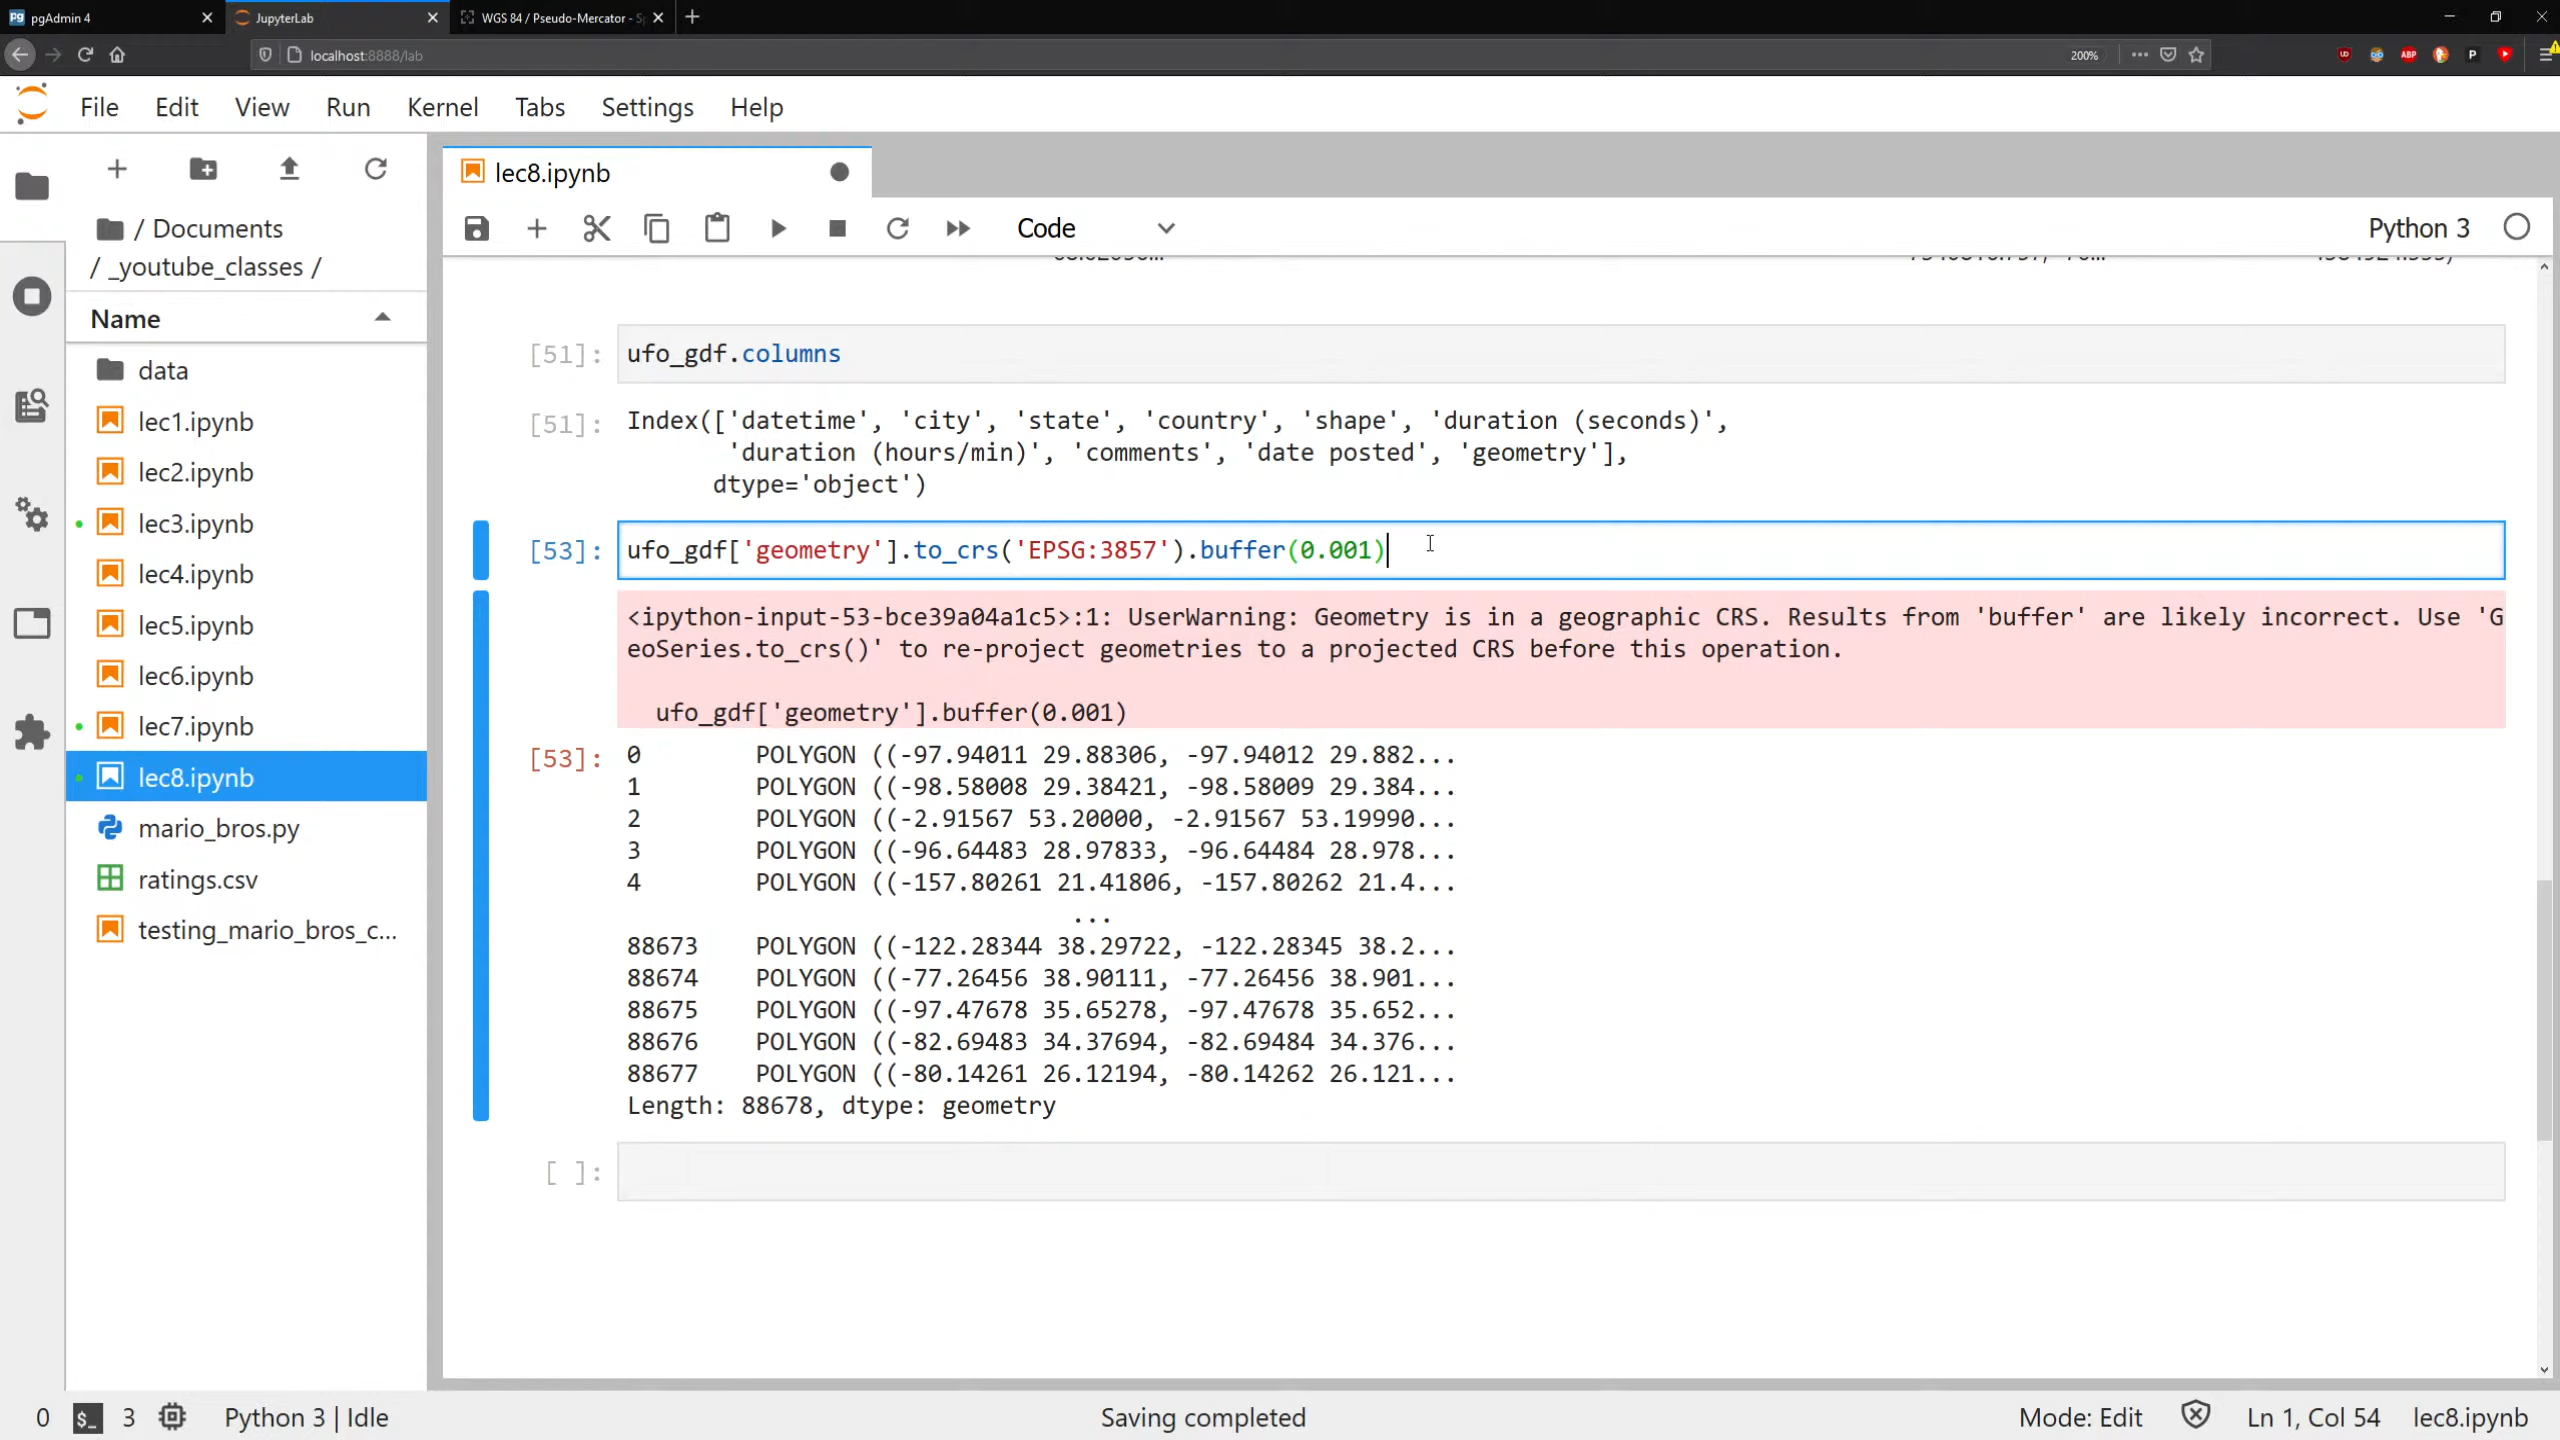 pgAdmin 4
JupyterLab
WGS 84 / Pseudo-Mercator - S
localhost:8888/lab
200%
File Edit View Run Kernel Tabs Settings Help
/ Documents
/ _youtube_classes /
Name
data
lec1.ipynb
lec2.ipynb
lec3.ipynb
lec4.ipynb
lec5.ipynb
lec6.ipynb
lec7.ipynb
lec8.ipynb
mario_bros.py
ratings.csv
testing_mario_bros_c...
lec8.ipynb
Code
Python 3
[51]: ufo_gdf.columns
[51]: Index(['datetime', 'city', 'state', 'country', 'shape', 'duration (seconds)',
'duration (hours/min)', 'comments', 'date posted', 'geometry'],
dtype='object')
[53]: ufo_gdf['geometry'].to_crs('EPSG:3857').buffer(0.001)
<ipython-input-53-bce39a04a1c5>:1: UserWarning: Geometry is in a geographic CRS. Results from 'buffer' are likely incorrect. Use 'G
eoSeries.to_crs()' to re-project geometries to a projected CRS before this operation.
ufo_gdf['geometry'].buffer(0.001)
[53]: 0 POLYGON ((-97.94011 29.88306, -97.94012 29.882...
1 POLYGON ((-98.58008 29.38421, -98.58009 29.384...
2 POLYGON ((-2.91567 53.20000, -2.91567 53.19990...
3 POLYGON ((-96.64483 28.97833, -96.64484 28.978...
4 POLYGON ((-157.80261 21.41806, -157.80262 21.4...
...
88673 POLYGON ((-122.28344 38.29722, -122.28345 38.2...
88674 POLYGON ((-77.26456 38.90111, -77.26456 38.901...
88675 POLYGON ((-97.47678 35.65278, -97.47678 35.652...
88676 POLYGON ((-82.69483 34.37694, -82.69484 34.376...
88677 POLYGON ((-80.14261 26.12194, -80.14262 26.121...
Length: 88678, dtype: geometry
[ ]:
0 $_ 3 Python 3 | Idle Saving completed Mode: Edit Ln 1, Col 54 lec8.ipynb